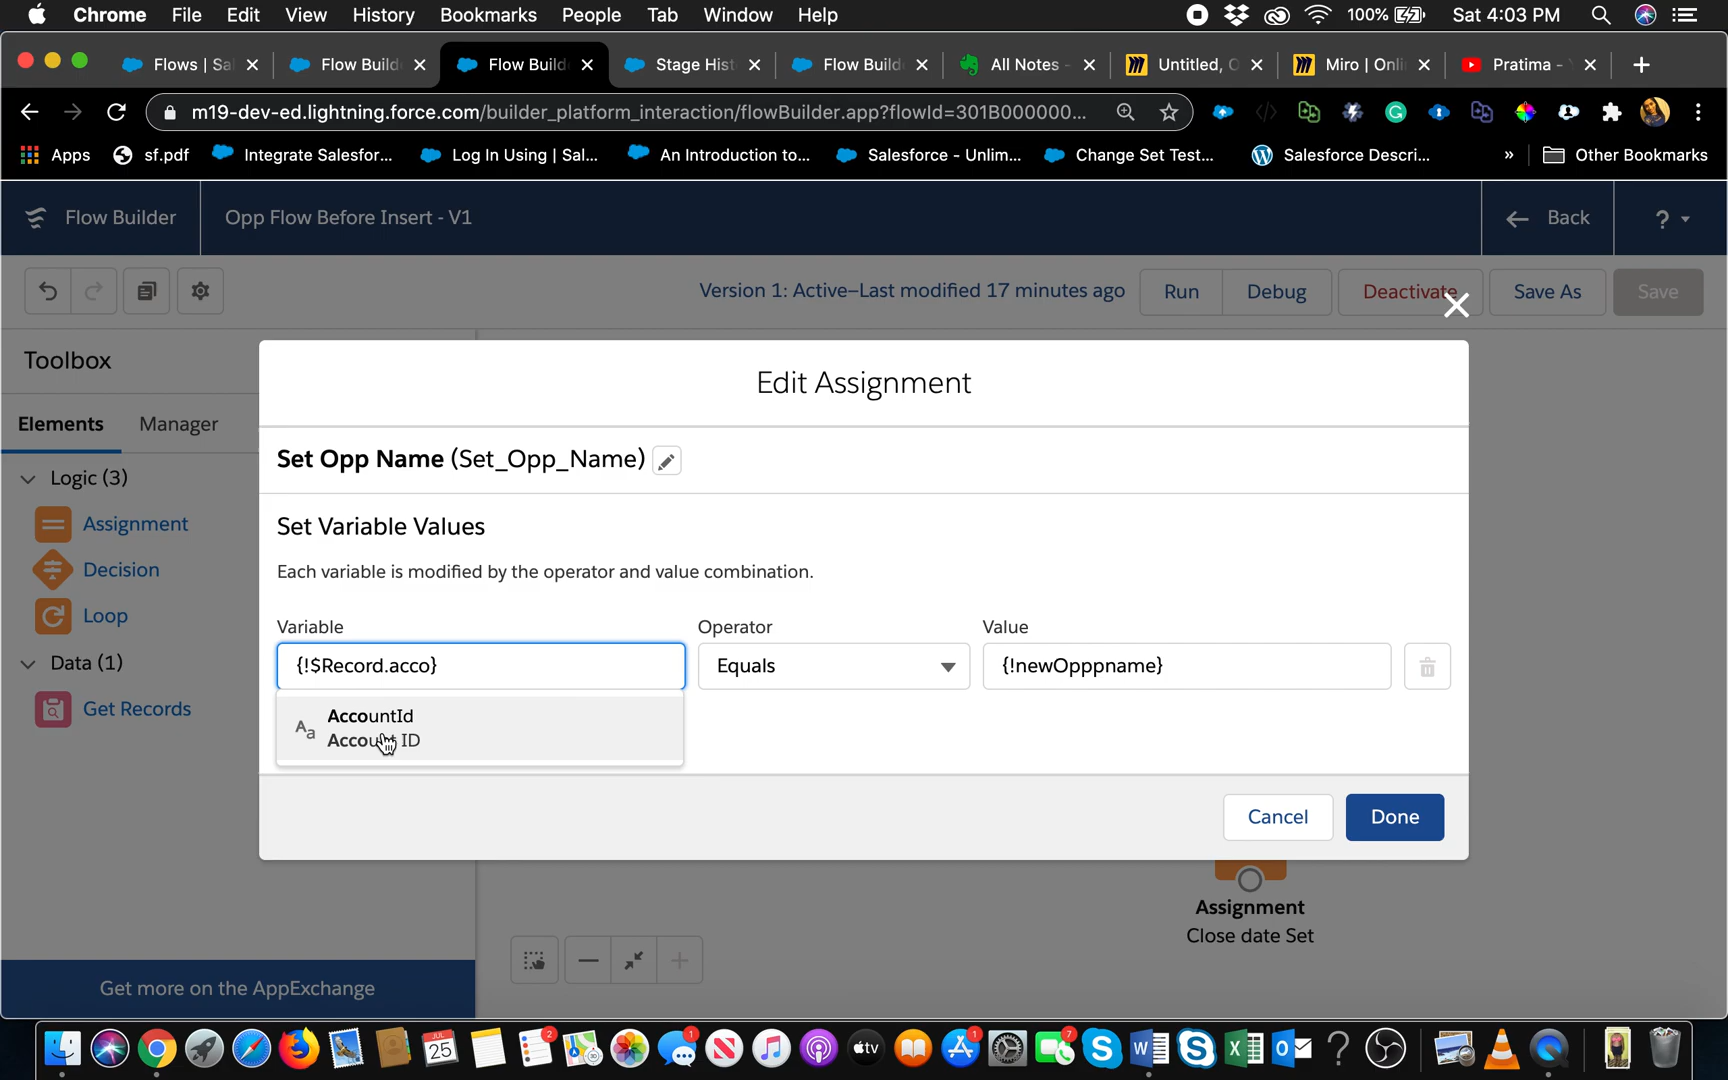 Chrome File Edit View History Bookmarks People Tab Window Help 100% Sat 4:03 PM
Flows | Sa Flow Build Flow Build Stage Hist Flow Build All Notes - Untitled, O Miro | Onli Pratima -
m19-dev-ed.lightning.force.com/builder_platform_interaction/flowBuilder.app?flowId=301B000000...
Apps sf.pdf Integrate Salesfor... Log In Using | Sal... An Introduction to... Salesforce - Unlim... Change Set Test... Salesforce Descri... » Other Bookmarks
Flow Builder Opp Flow Before Insert - V1 Back ?
Version 1: Active–Last modified 17 minutes ago Run Debug Deactivate Save As Save
Toolbox
Edit Assignment
Elements Manager
Set Opp Name (Set_Opp_Name)
Logic (3)
Assignment
Set Variable Values
Decision
Each variable is modified by the operator and value combination.
Loop
Variable Operator Value
Data (1)
{!$Record.acco} Equals {!newOpppname}
Get Records
AccountId
Account ID
Cancel Done
Assignment
Close date Set
Get more on the AppExchange
JUL
25
2
1
tv
1
7